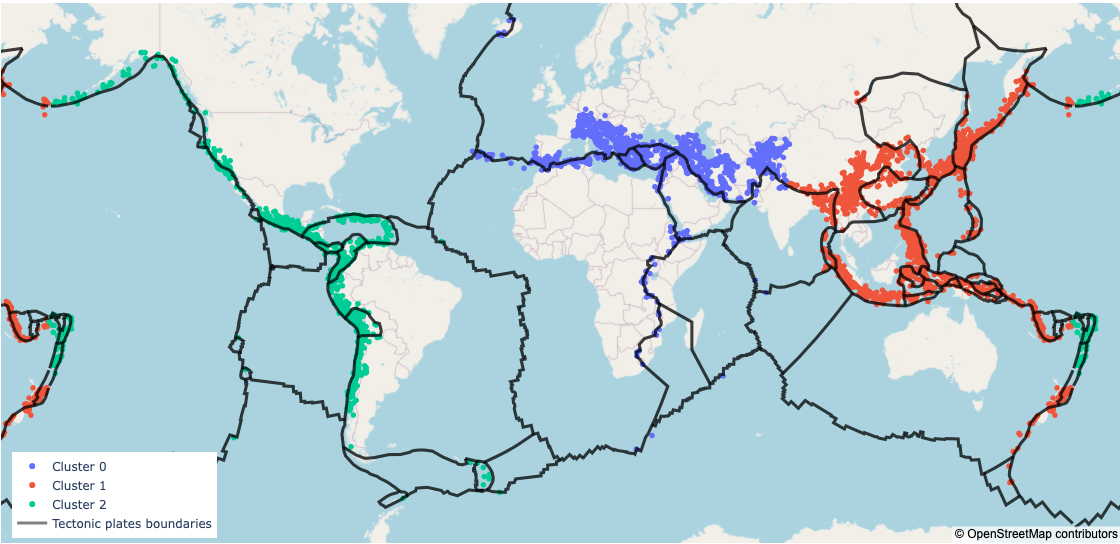 Cluster 0
Cluster 1
Cluster 2
Tectonic plates boundaries
© OpenStreetMap contributors